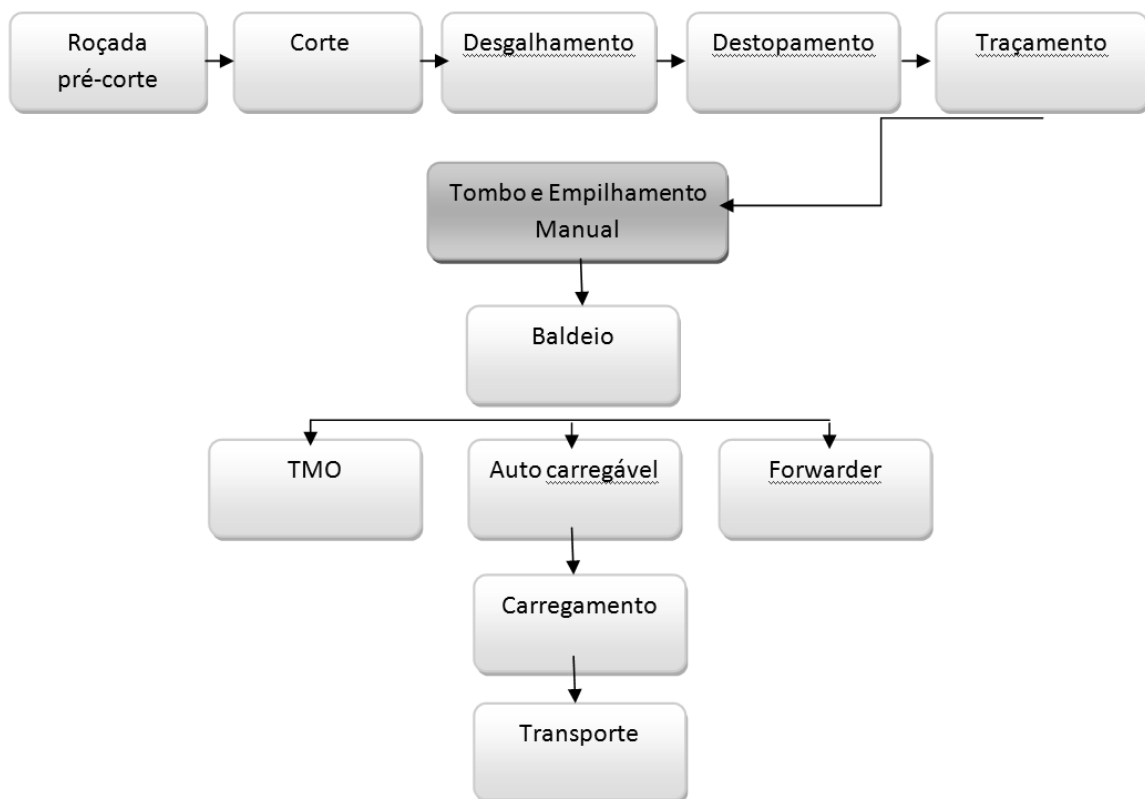 Roçada
pré-corte
Corte
Desgalhamento
Destopamento
Traçamento
Tombo e Empilhamento
Manual
Baldeio
TMO
Auto carregável
Forwarder
Carregamento
Transporte